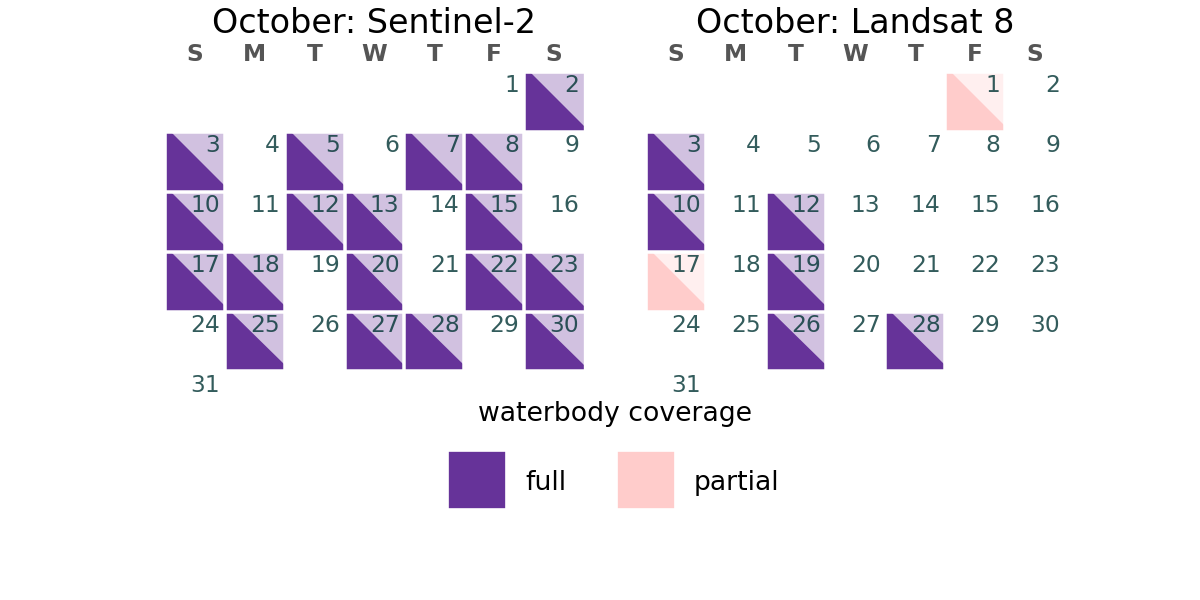 October: Sentinel-2
S M T W T F S
1 2
3 4 5 6 7 8 9
10 11 12 13 14 15 16
17 18 19 20 21 22 23
24 25 26 27 28 29 30
31
October: Landsat 8
S M T W T F S
1 2
3 4 5 6 7 8 9
10 11 12 13 14 15 16
17 18 19 20 21 22 23
24 25 26 27 28 29 30
31
waterbody coverage
full partial